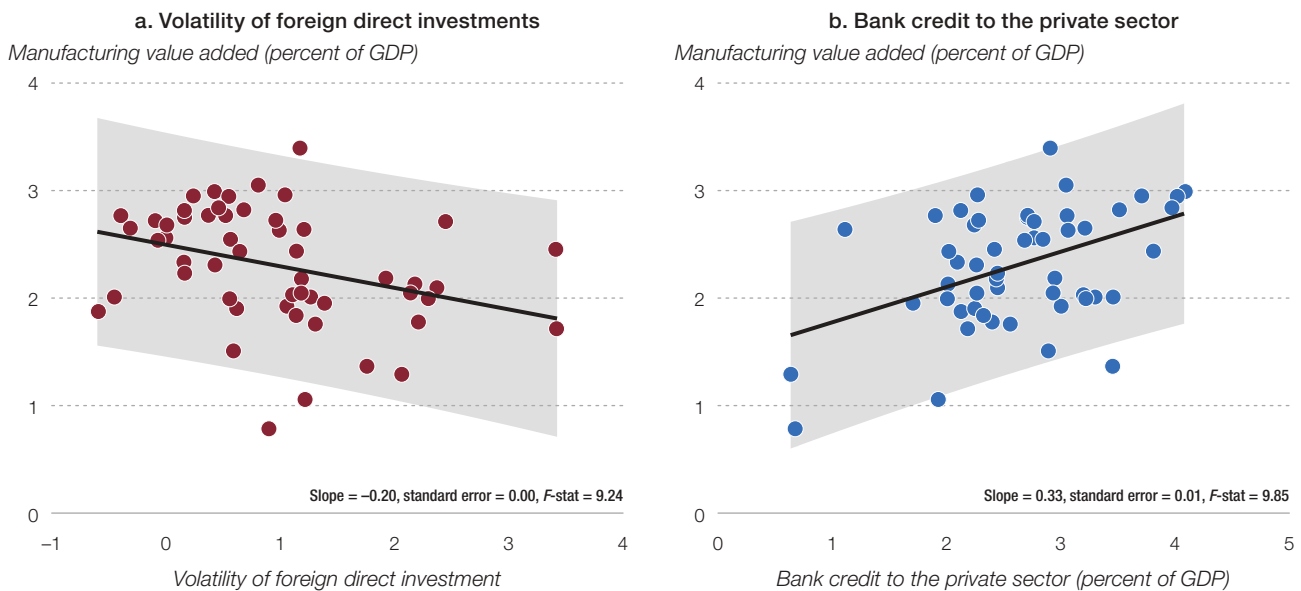 a. Volatility of foreign direct investments
Manufacturing value added (percent of GDP)
4
3
2
1
0
Slope = –0.20, standard error = 0.00, F-stat = 9.24
–1 0 1 2 3 4
Volatility of foreign direct investment
b. Bank credit to the private sector
Manufacturing value added (percent of GDP)
4
3
2
1
0
Slope = 0.33, standard error = 0.01, F-stat = 9.85
0 1 2 3 4 5
Bank credit to the private sector (percent of GDP)